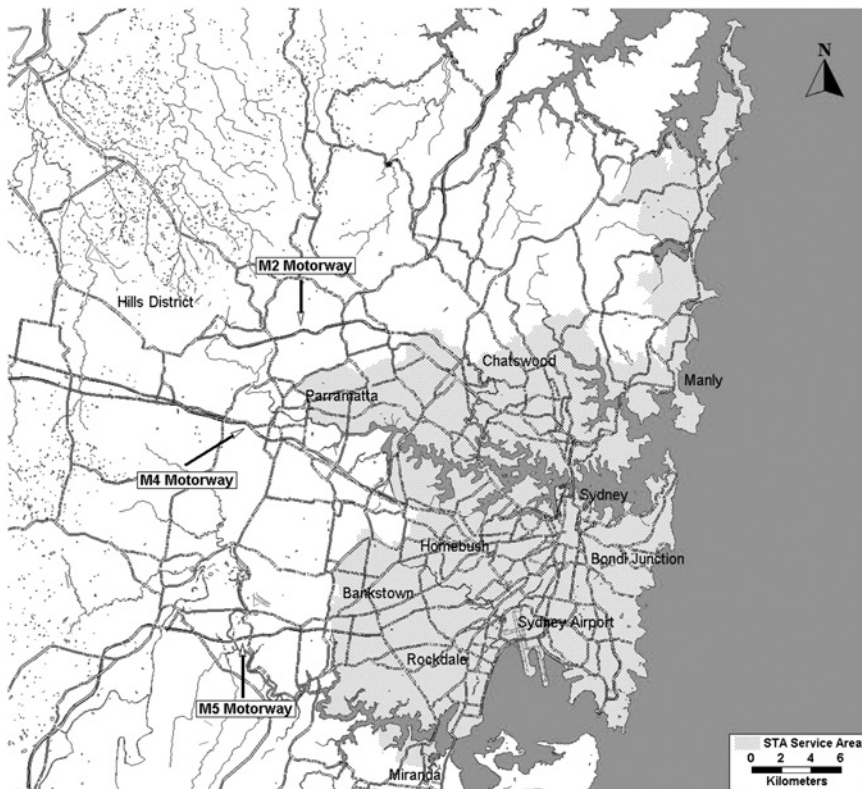 N
M2 Motorway
Hills District
Chatswood
Parramatta
Manly
M4 Motorway
Sydney
Homebush
Bondi Junction
Bankstown
Sydney Airport
Rockdale
M5 Motorway
STA Service Area
0 2 4 6
Kilometers
Miranda